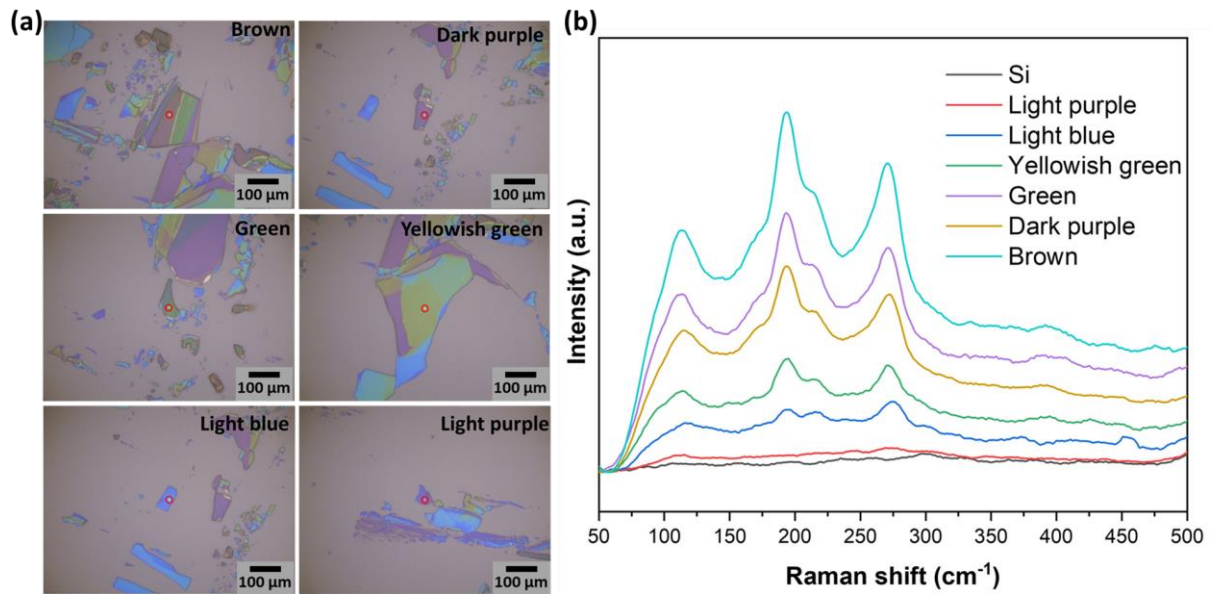 (a)
Brown
100 μm
Dark purple
100 μm
Green
100 μm
Yellowish green
100 μm
Light blue
100 μm
Light purple
100 μm
(b)
Intensity (a.u.)
Si
Light purple
Light blue
Yellowish green
Green
Dark purple
Brown
50 100 150 200 250 300 350 400 450 500
Raman shift (cm⁻¹)